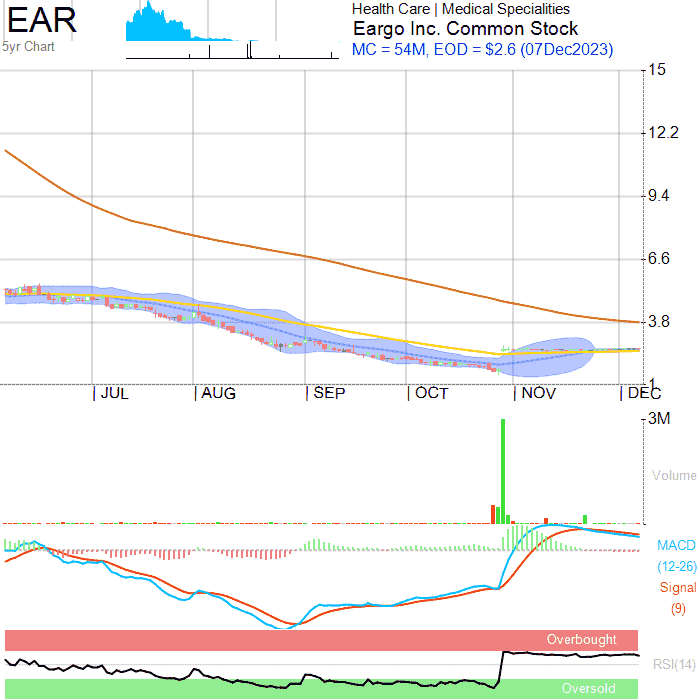 EAR
5yr Chart
Health Care | Medical Specialities
Eargo Inc. Common Stock
MC = 54M, EOD = $2.6 (07Dec2023)
15
12.2
9.4
6.6
3.8
1
JUL
AUG
SEP
OCT
NOV
DEC
3M
Volume
MACD
(12-26)
Signal
(9)
Overbought
RSI(14)
Oversold